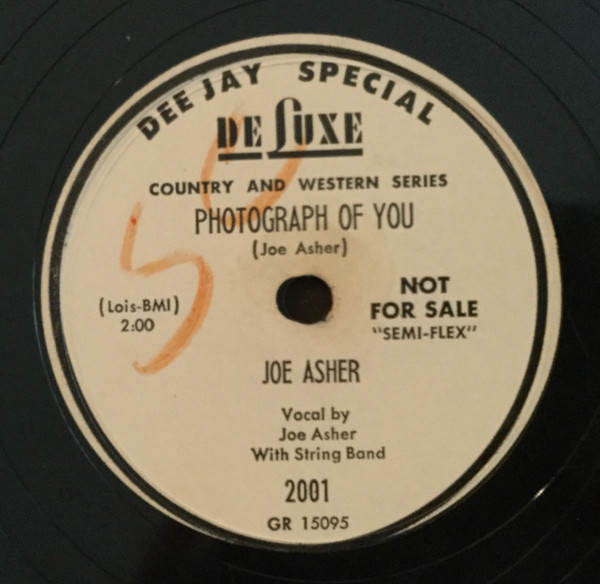 DEE JAY SPECIAL
DE LUXE
COUNTRY AND WESTERN SERIES
PHOTOGRAPH OF YOU
(Joe Asher)
(Lois-BMI)
2:00
NOT
FOR SALE
"SEMI-FLEX"
JOE ASHER
Vocal by
Joe Asher
With String Band
2001
GR 15095